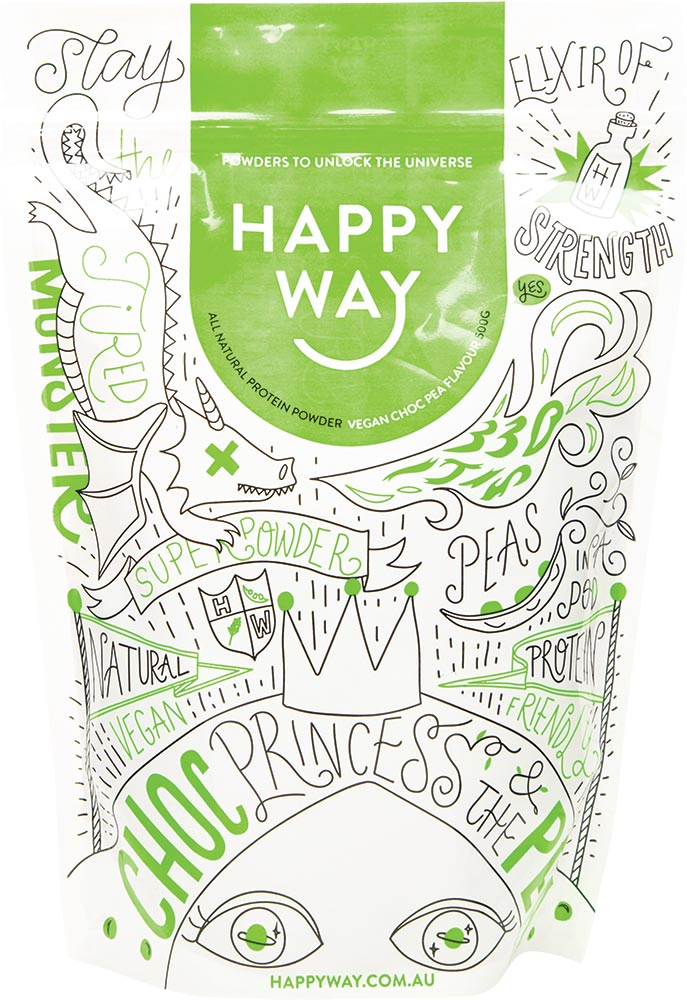 Slay
the
TIRED
MONSTER
ELIXIR OF
H
W
STRENGTH
YES
POWDERS TO UNLOCK THE UNIVERSE
HAPPY
WAY
ALL NATURAL PROTEIN POWDER VEGAN CHOC PEA FLAVOUR 500G
SUPER POWDER
PEAS
IN A
POD
H
W
NATURAL
VEGAN
PROTEIN
FRIENDLY
CHOC PRINCESS & THE
HAPPYWAY.COM.AU